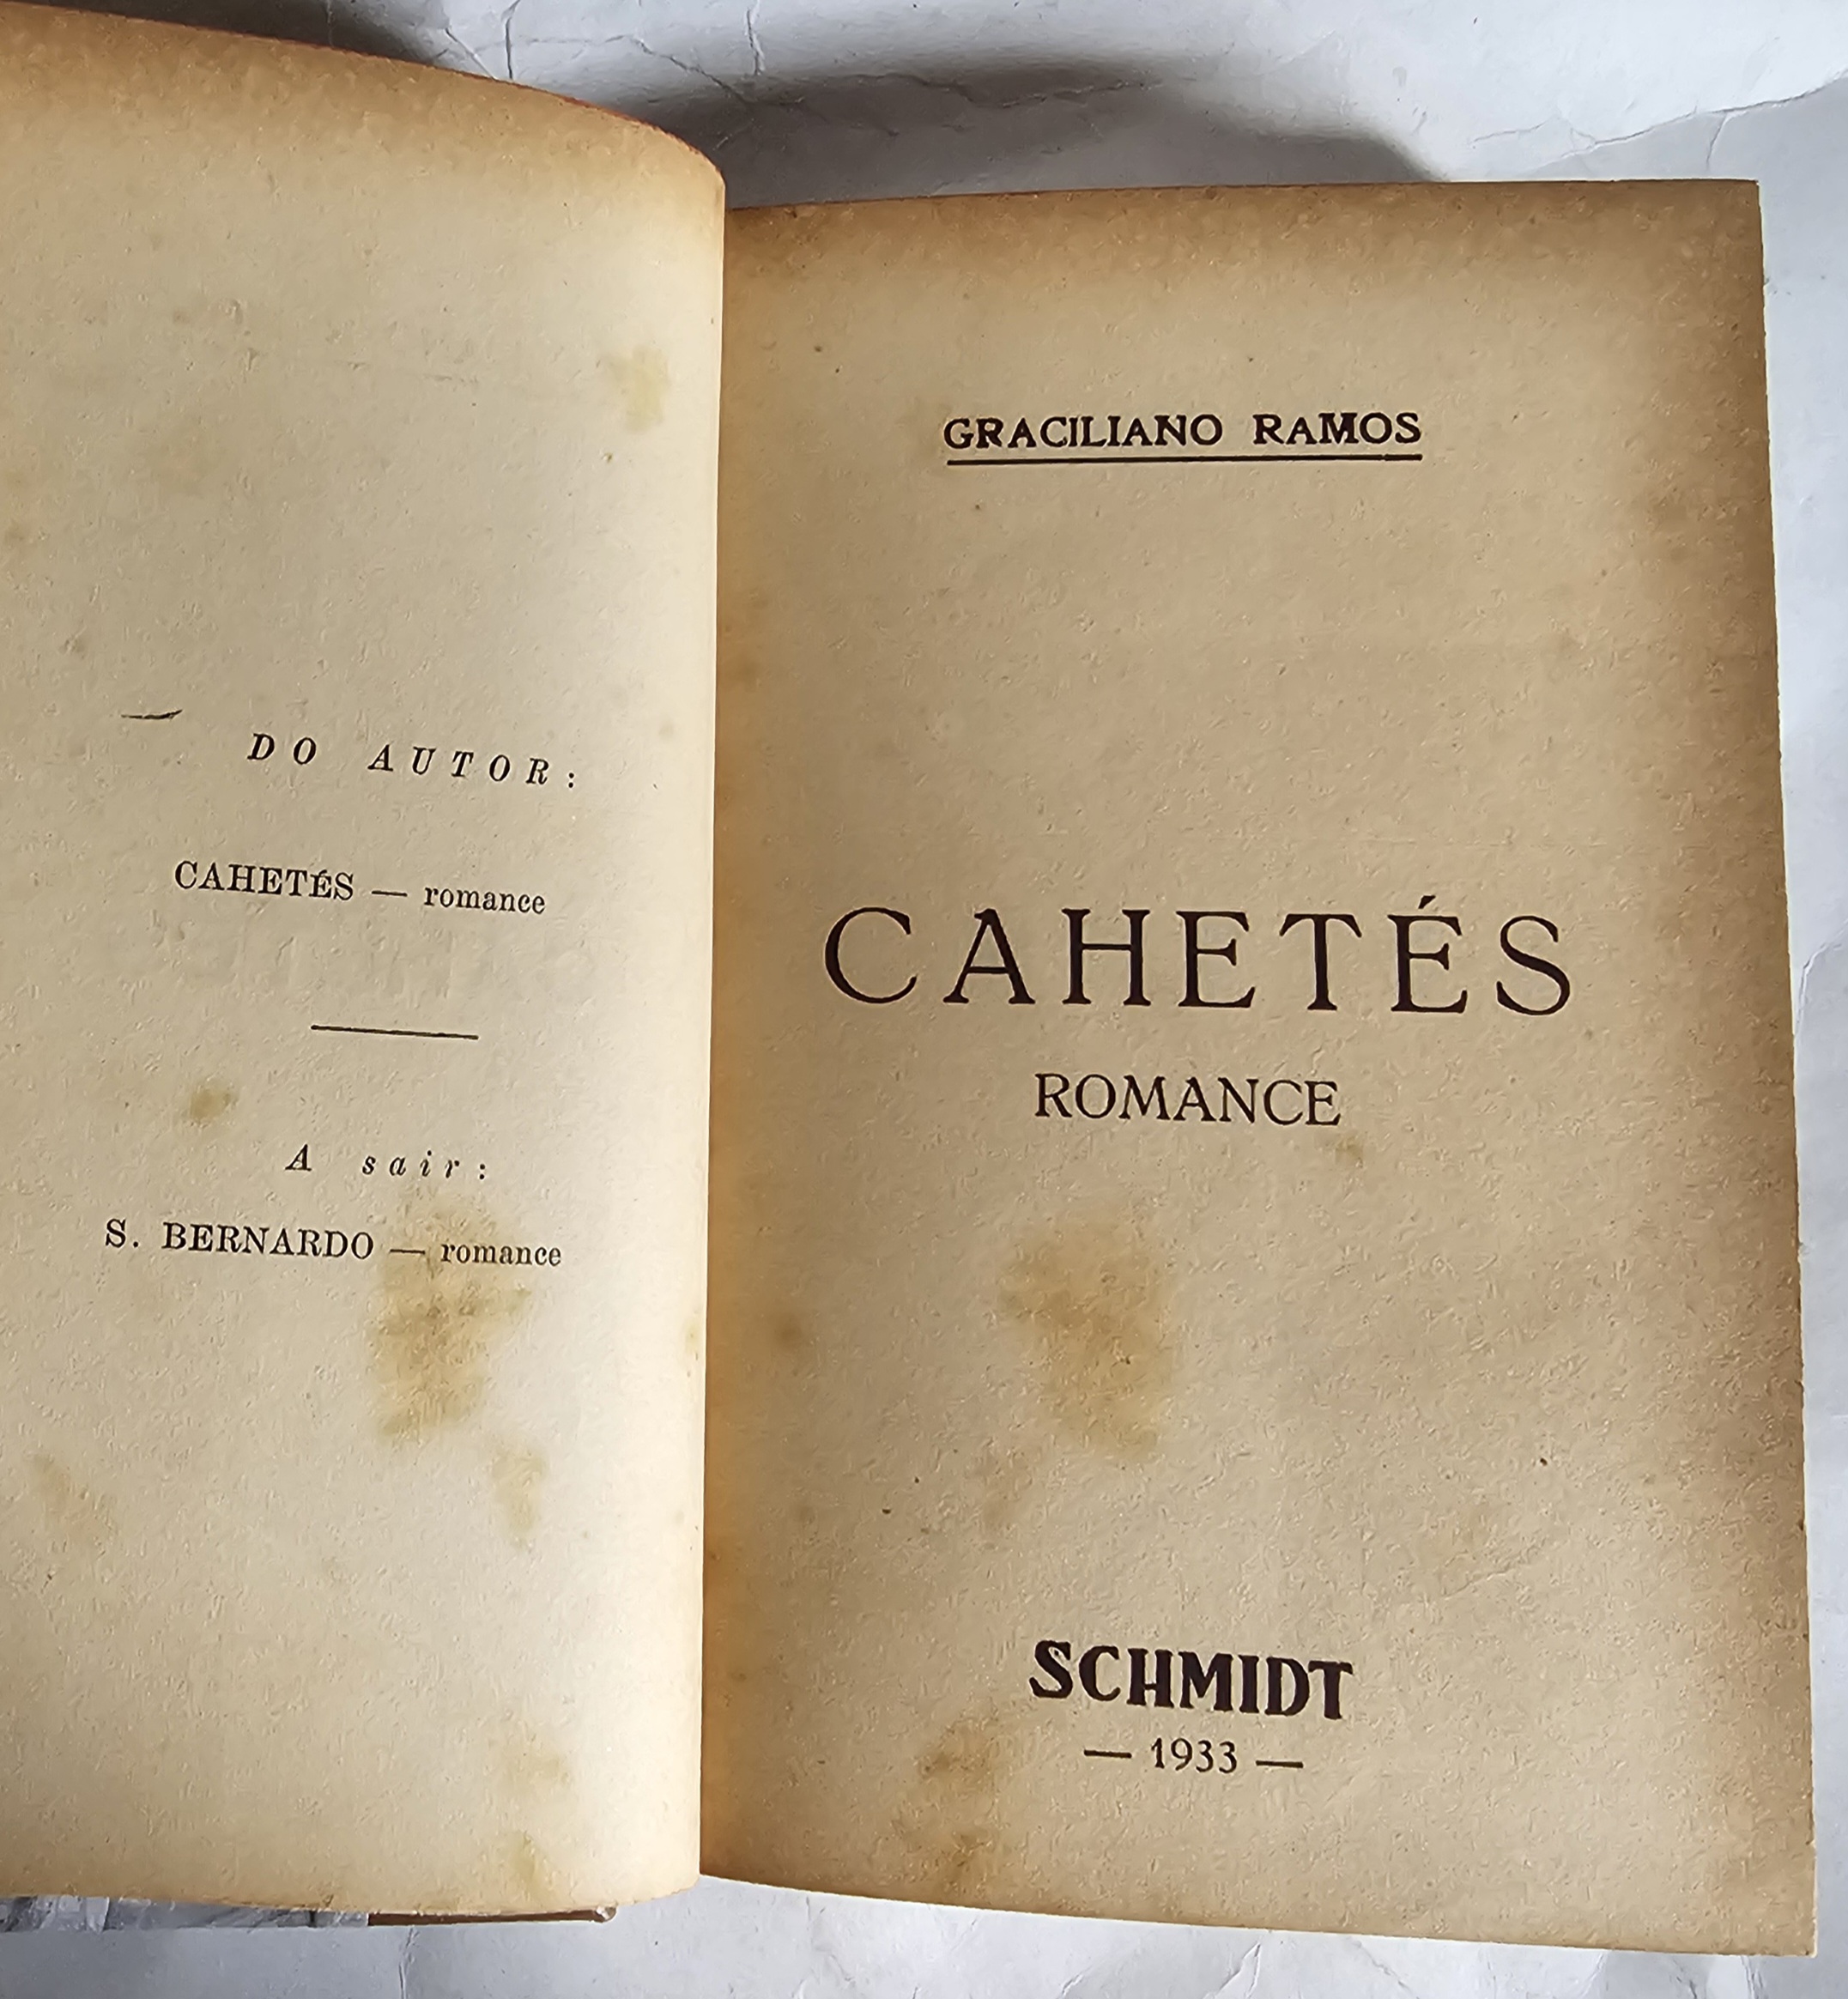 DO AUTOR:
CAHETÉS — romance
A sair:
S. BERNARDO — romance
GRACILIANO RAMOS
CAHETÉS
ROMANCE
SCHMIDT
— 1933 —